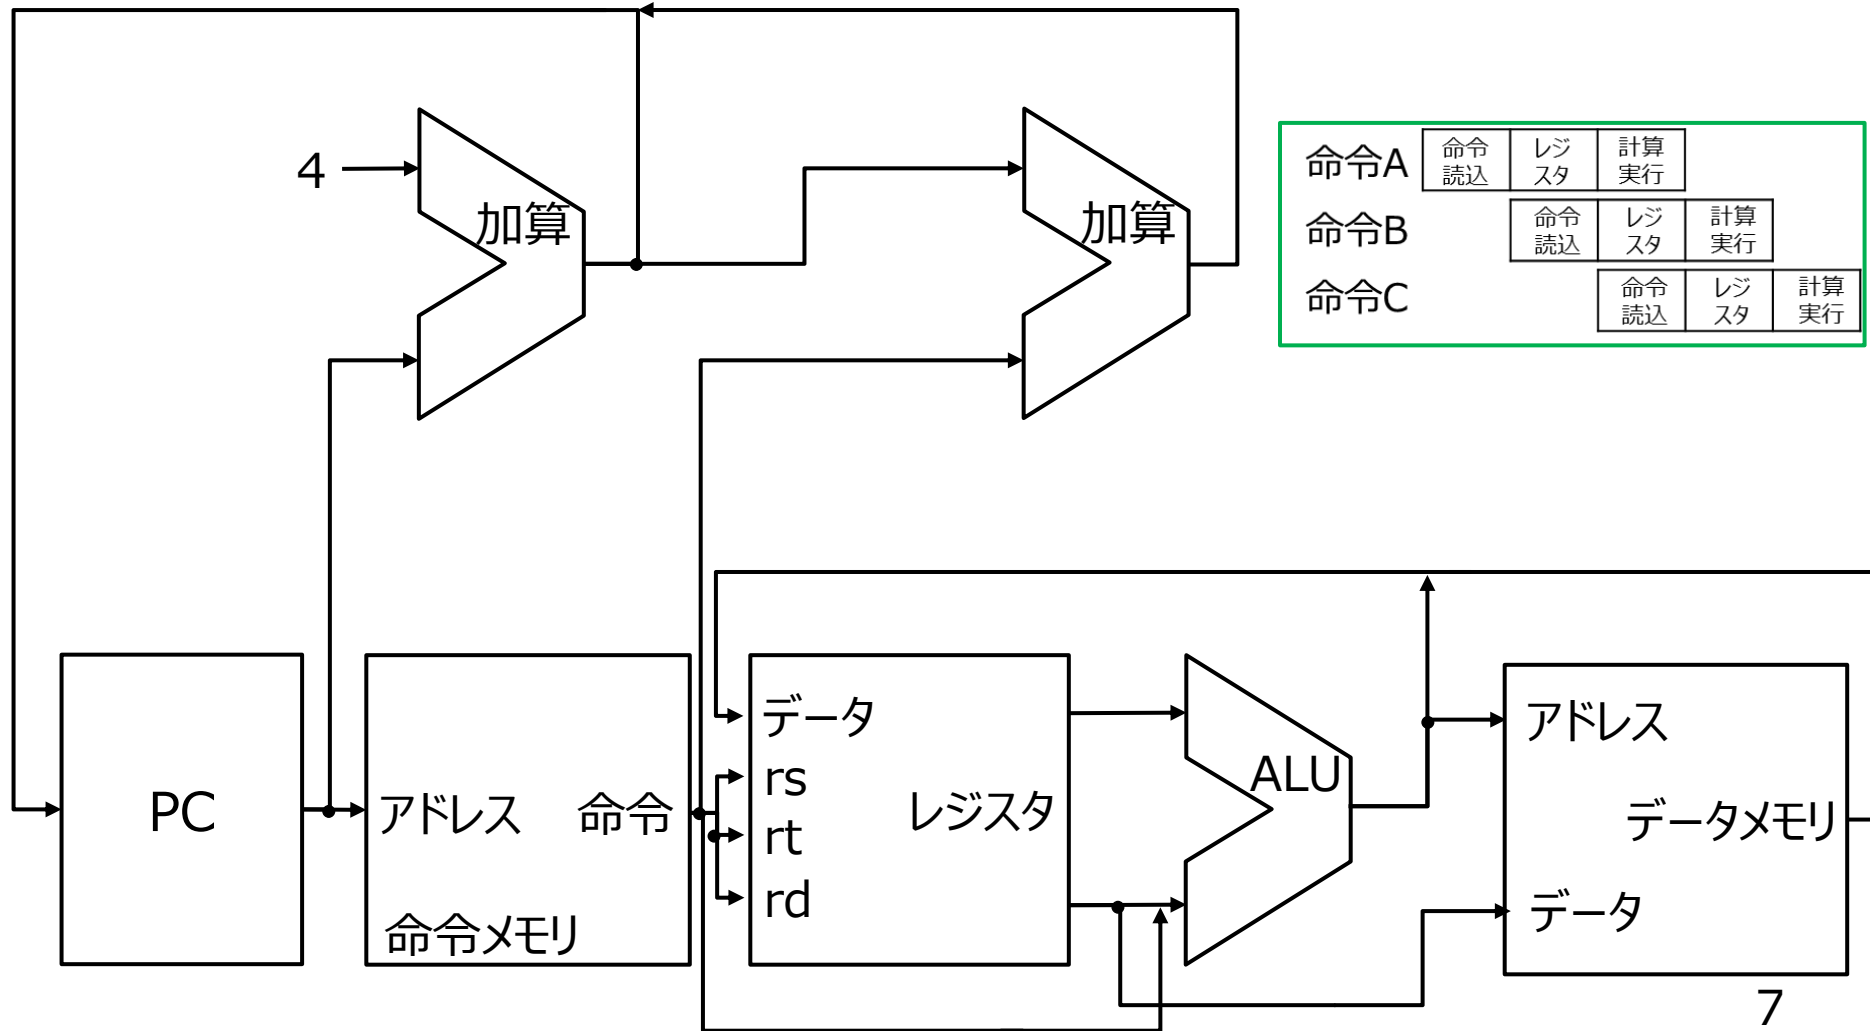 4
加算
加算
命令A
命令
読込
レジ
スタ
計算
実行
命令B
命令
読込
レジ
スタ
計算
実行
命令C
命令
読込
レジ
スタ
計算
実行
PC
アドレス
命令
命令メモリ
データ
rs
rt
rd
レジスタ
ALU
アドレス
データメモリ
データ
7